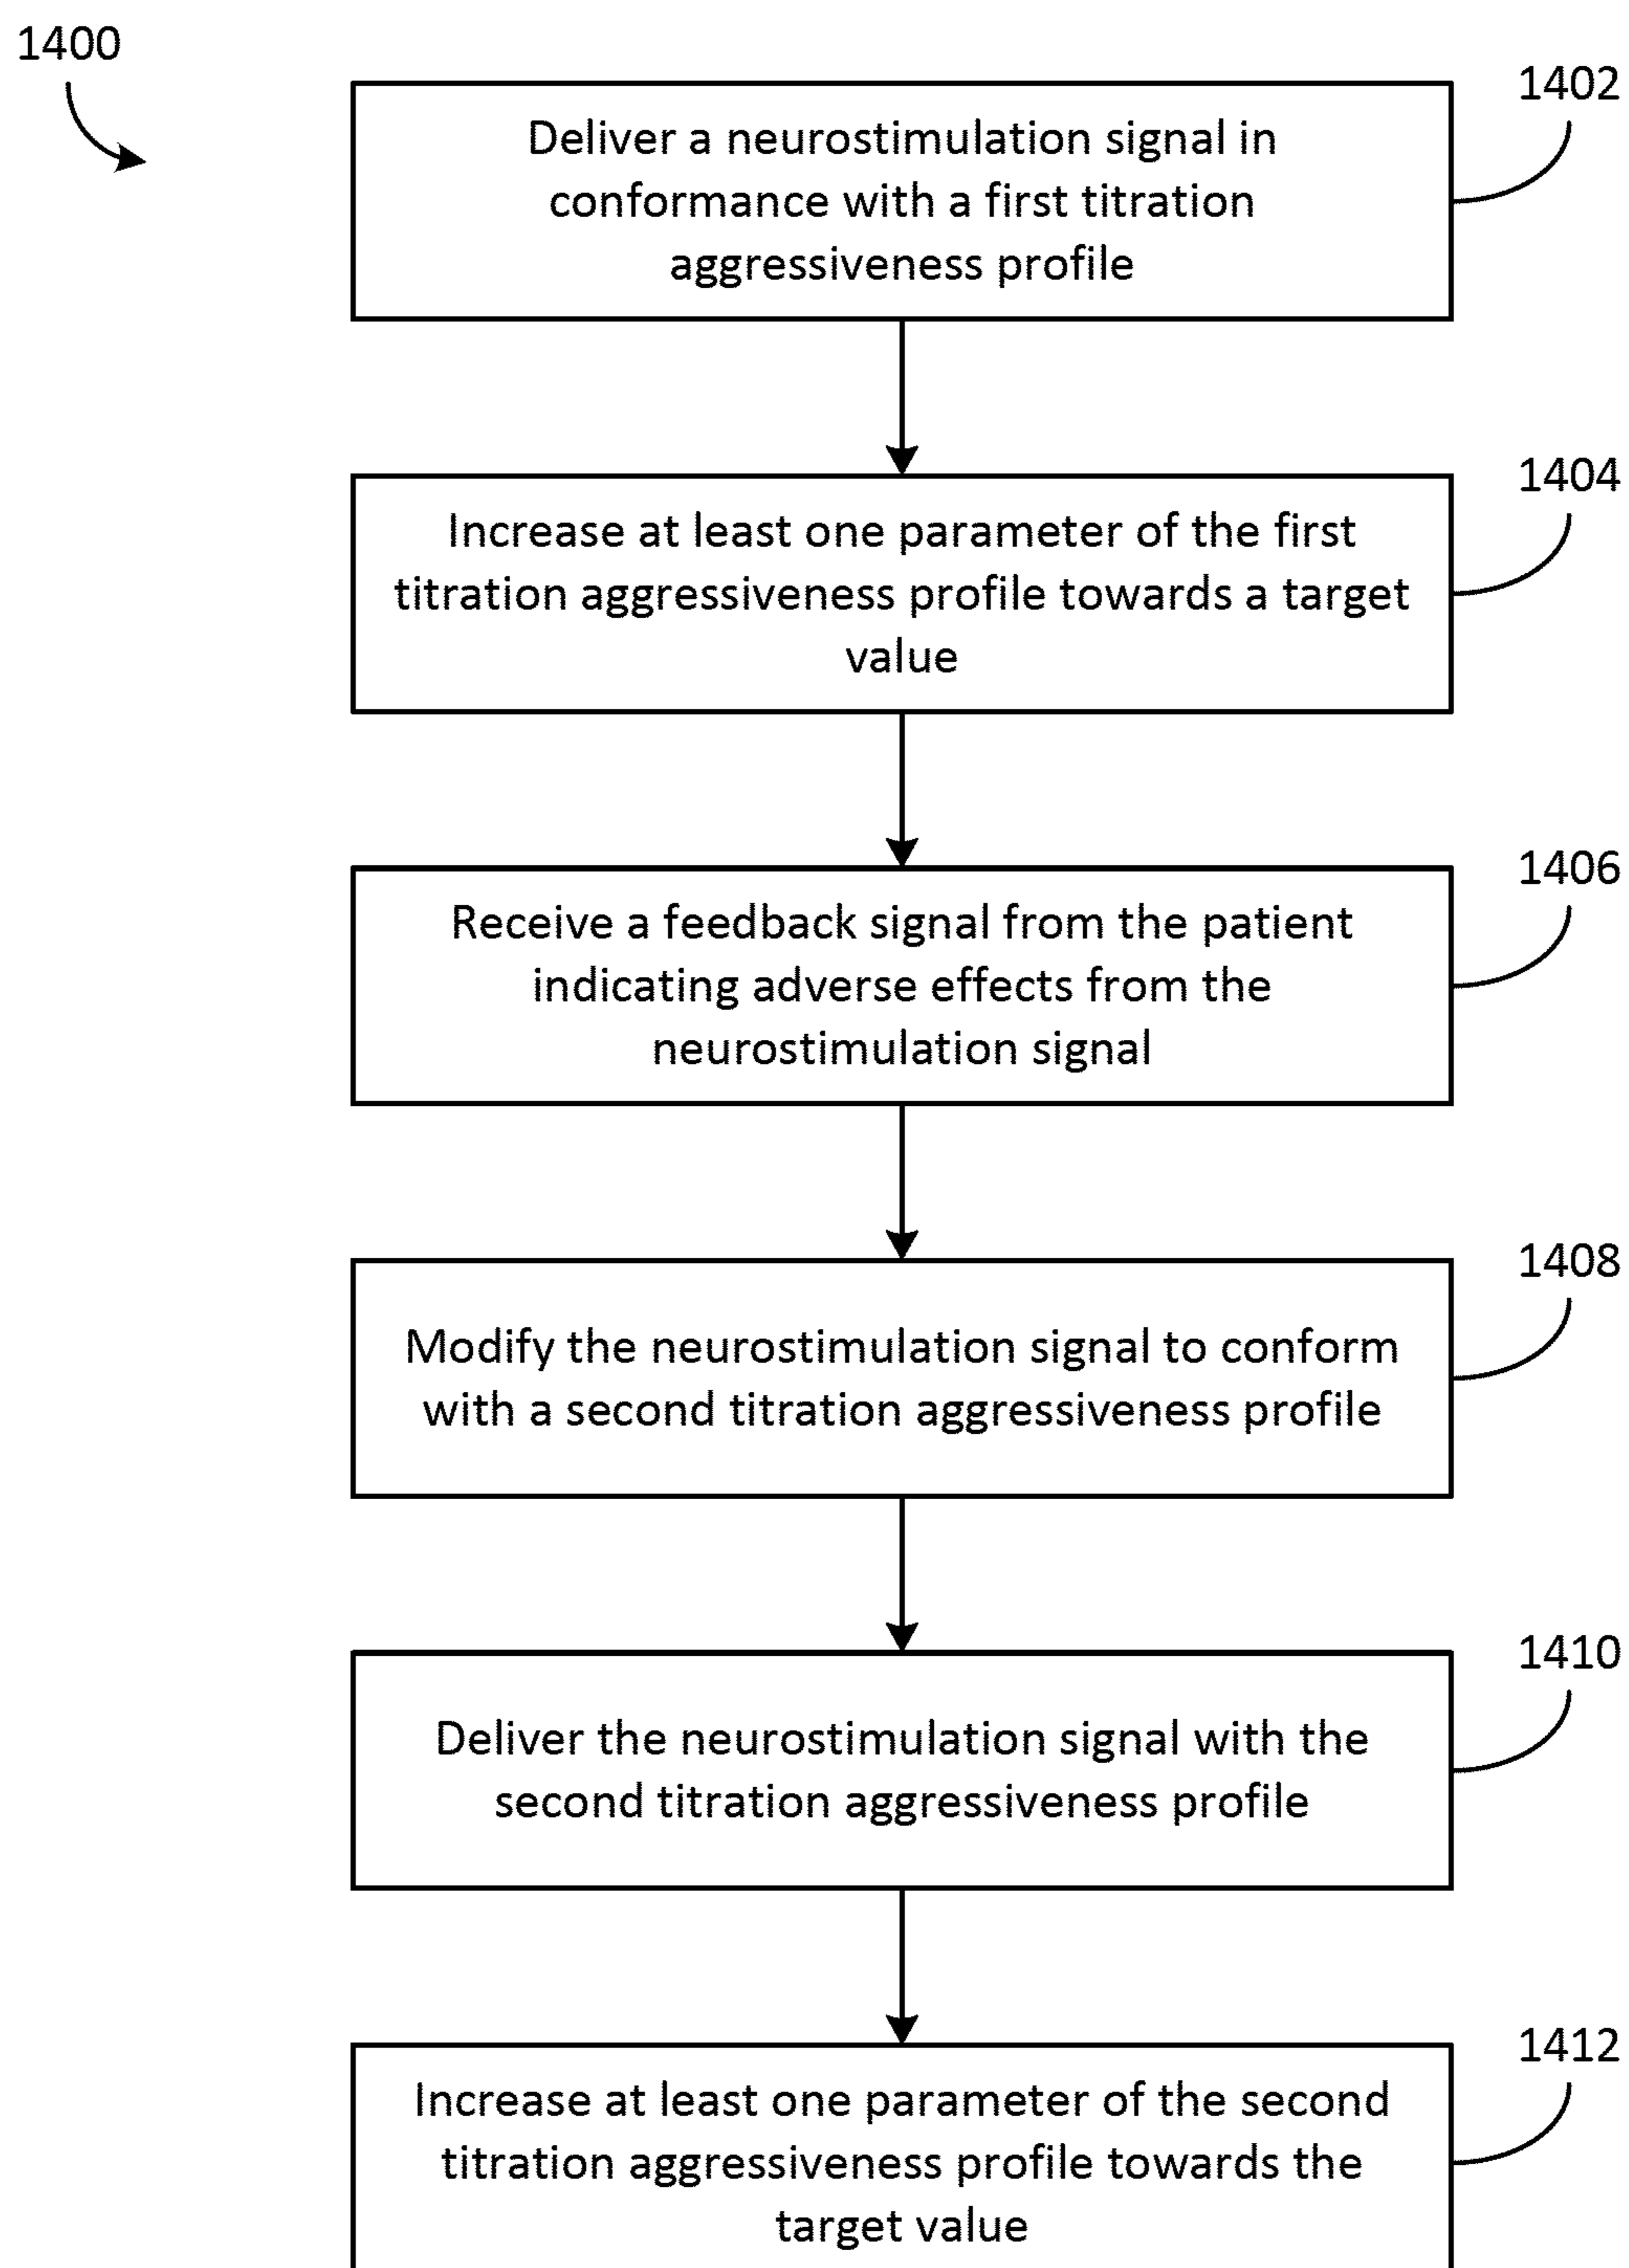 1400
1402
Deliver a neurostimulation signal in
conformance with a first titration
aggressiveness profile
1404
Increase at least one parameter of the first
titration aggressiveness profile towards a target
value
1406
Receive a feedback signal from the patient
indicating adverse effects from the
neurostimulation signal
1408
Modify the neurostimulation signal to conform
with a second titration aggressiveness profile
1410
Deliver the neurostimulation signal with the
second titration aggressiveness profile
1412
Increase at least one parameter of the second
titration aggressiveness profile towards the
target value